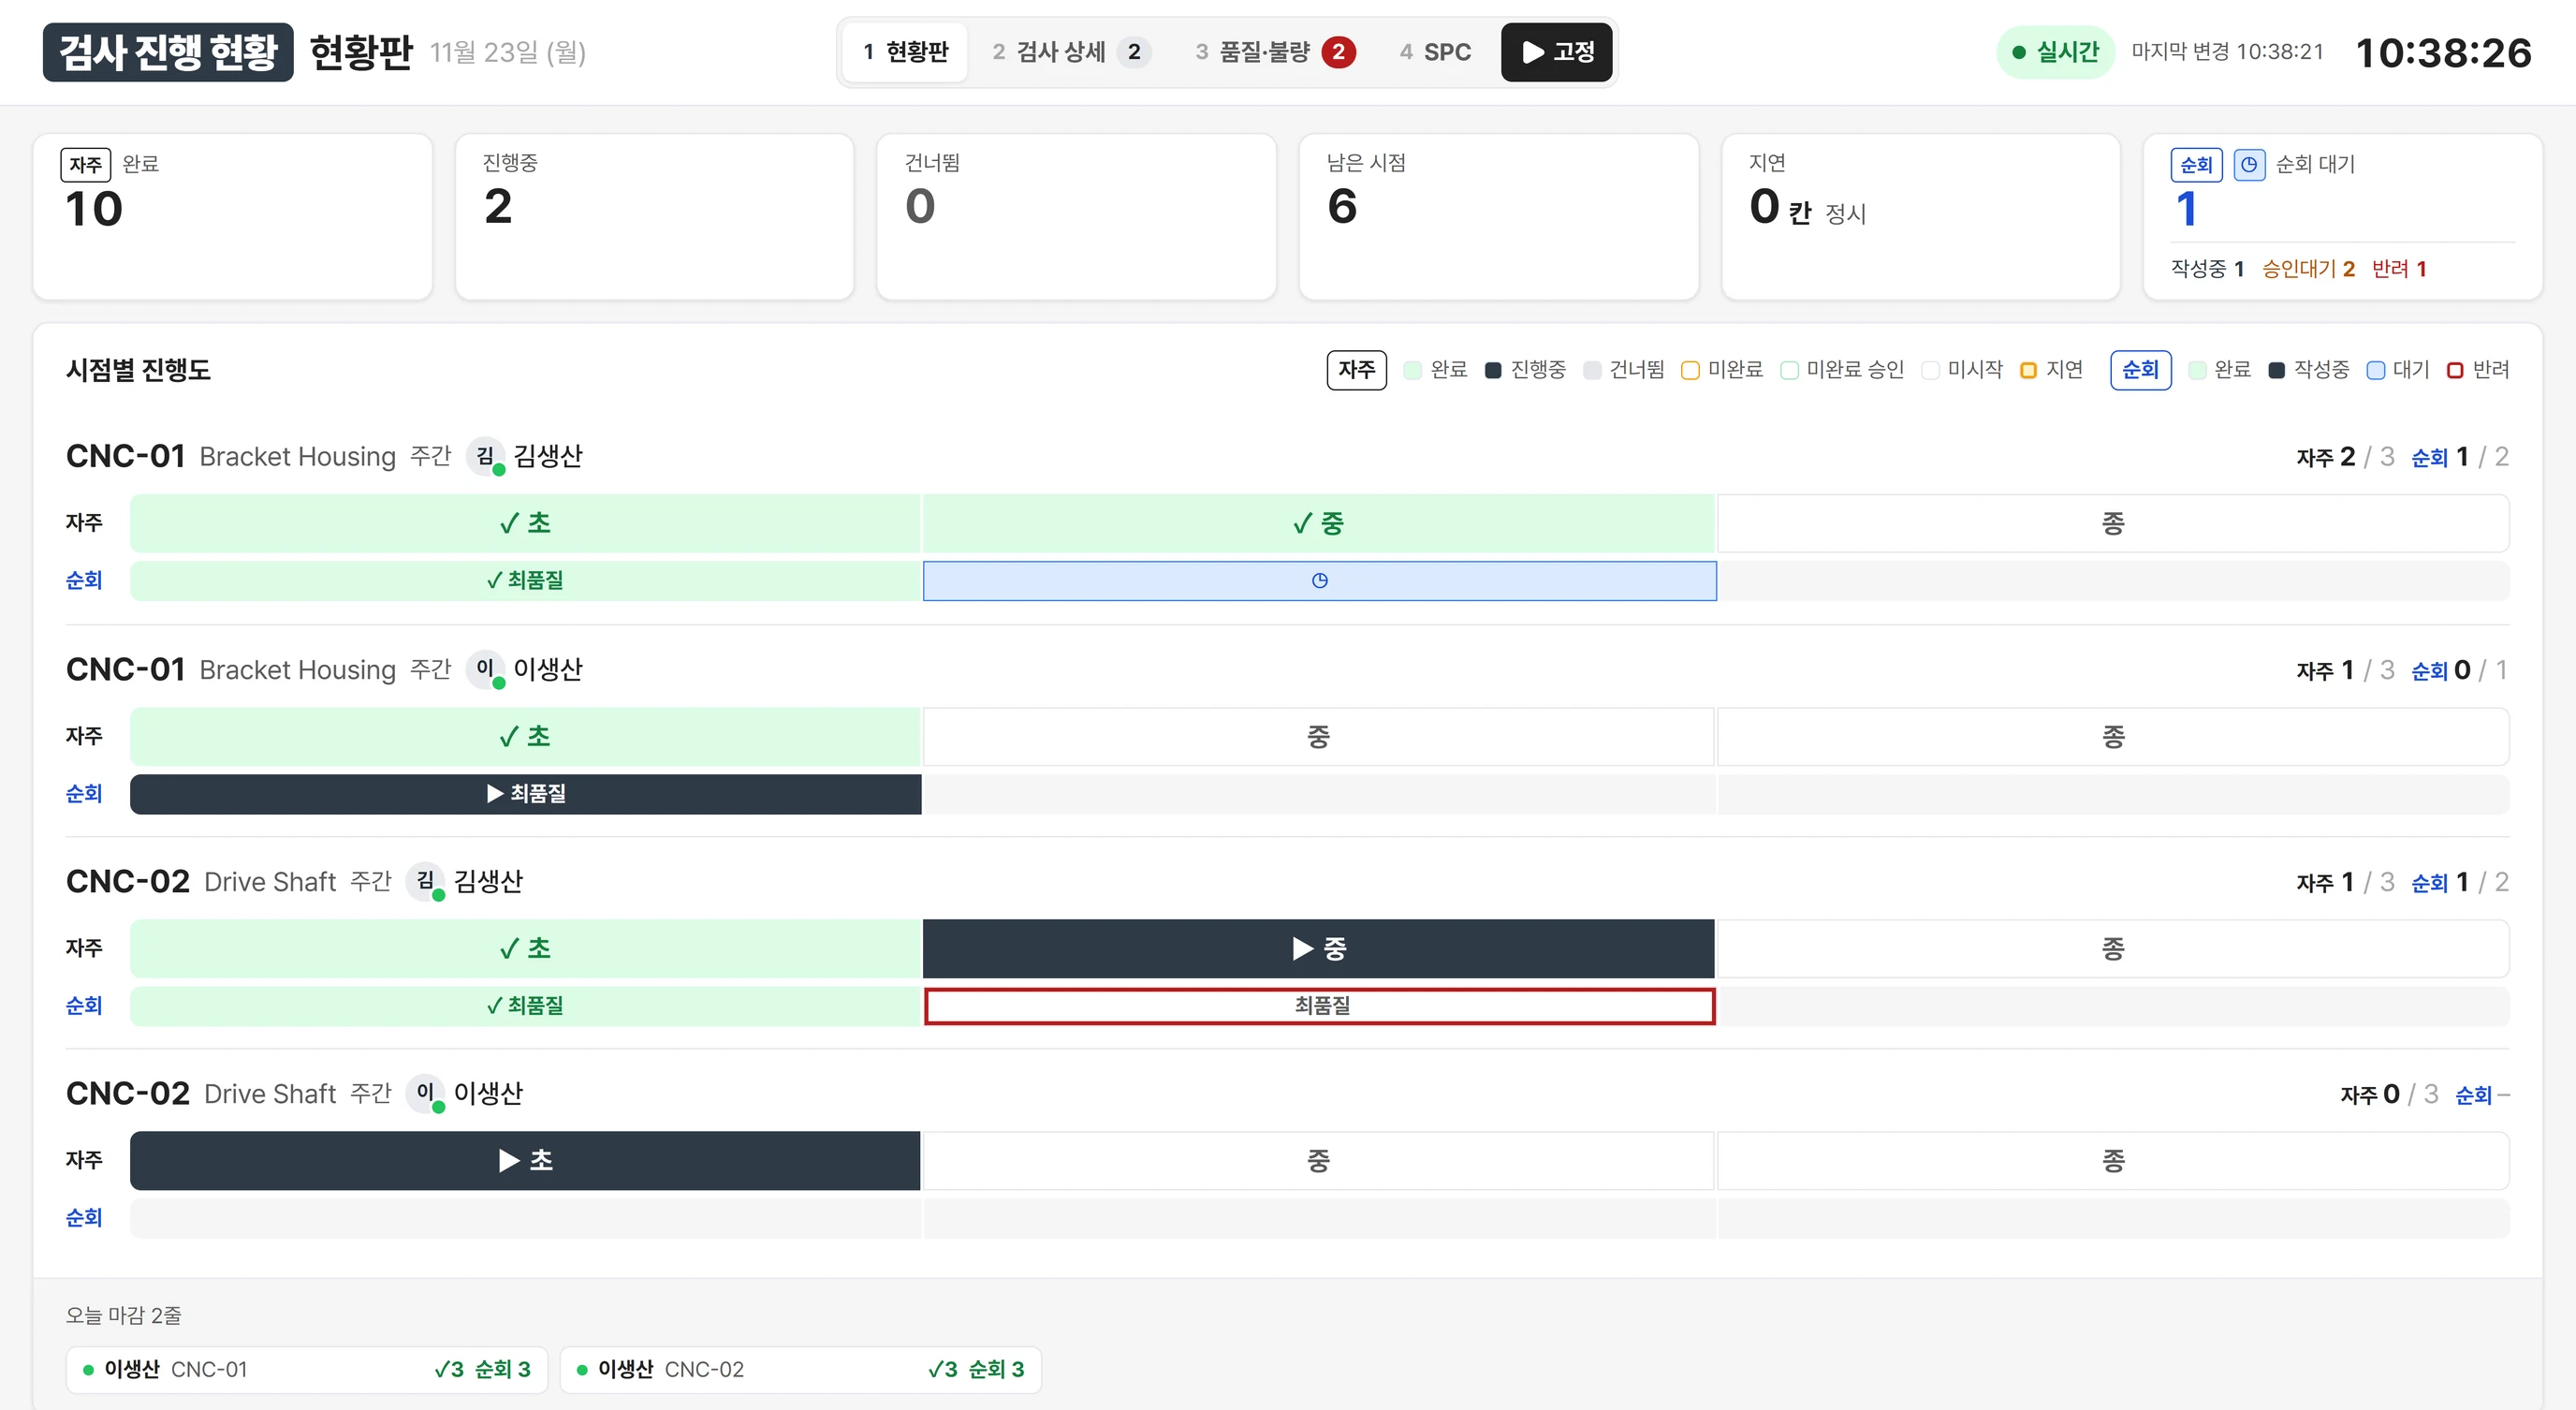 검사 진행 현황 현황판 11월 23일 (월) 1 현황판 2 검사 상세 2 3 품질·불량 2 4 SPC ▶ 고정 실시간 마지막 변경 10:38:21 10:38:26
자주 완료
10
진행중
2
건너뜀
0
남은 시점
6
지연
0 칸 정시
순회 순회 대기
1
작성중 1 승인대기 2 반려 1
시점별 진행도 자주 완료 진행중 건너뜀 미완료 미완료 승인 미시작 지연 순회 완료 작성중 대기 반려
CNC-01 Bracket Housing 주간 김 김생산 자주 2 / 3 순회 1 / 2
자주 ✓ 초 ✓ 중 종
순회 ✓ 최품질
CNC-01 Bracket Housing 주간 이 이생산 자주 1 / 3 순회 0 / 1
자주 ✓ 초 중 종
순회 ▶ 최품질
CNC-02 Drive Shaft 주간 김 김생산 자주 1 / 3 순회 1 / 2
자주 ✓ 초 ▶ 중 종
순회 ✓ 최품질 최품질
CNC-02 Drive Shaft 주간 이 이생산 자주 0 / 3 순회 –
자주 ▶ 초 중 종
순회
오늘 마감 2줄
이생산 CNC-01 ✓3 순회 3 이생산 CNC-02 ✓3 순회 3